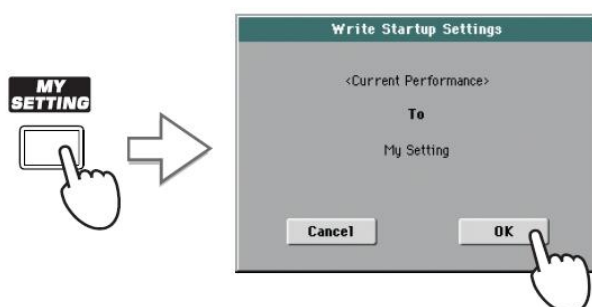 MY
SETTING
Write Startup Settings
<Current Performance>
To
My Setting
Cancel OK